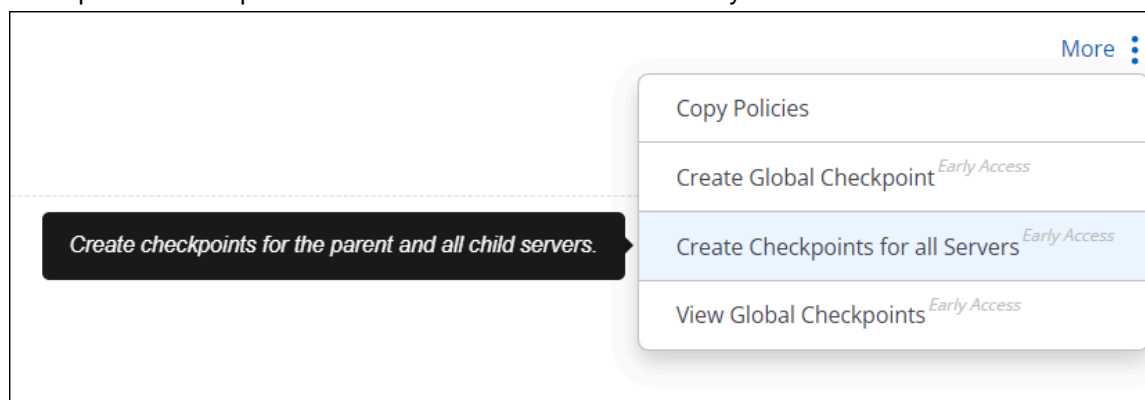 More
Copy Policies
Create Global Checkpoint Early Access
Create checkpoints for the parent and all child servers.
Create Checkpoints for all Servers Early Access
View Global Checkpoints Early Access